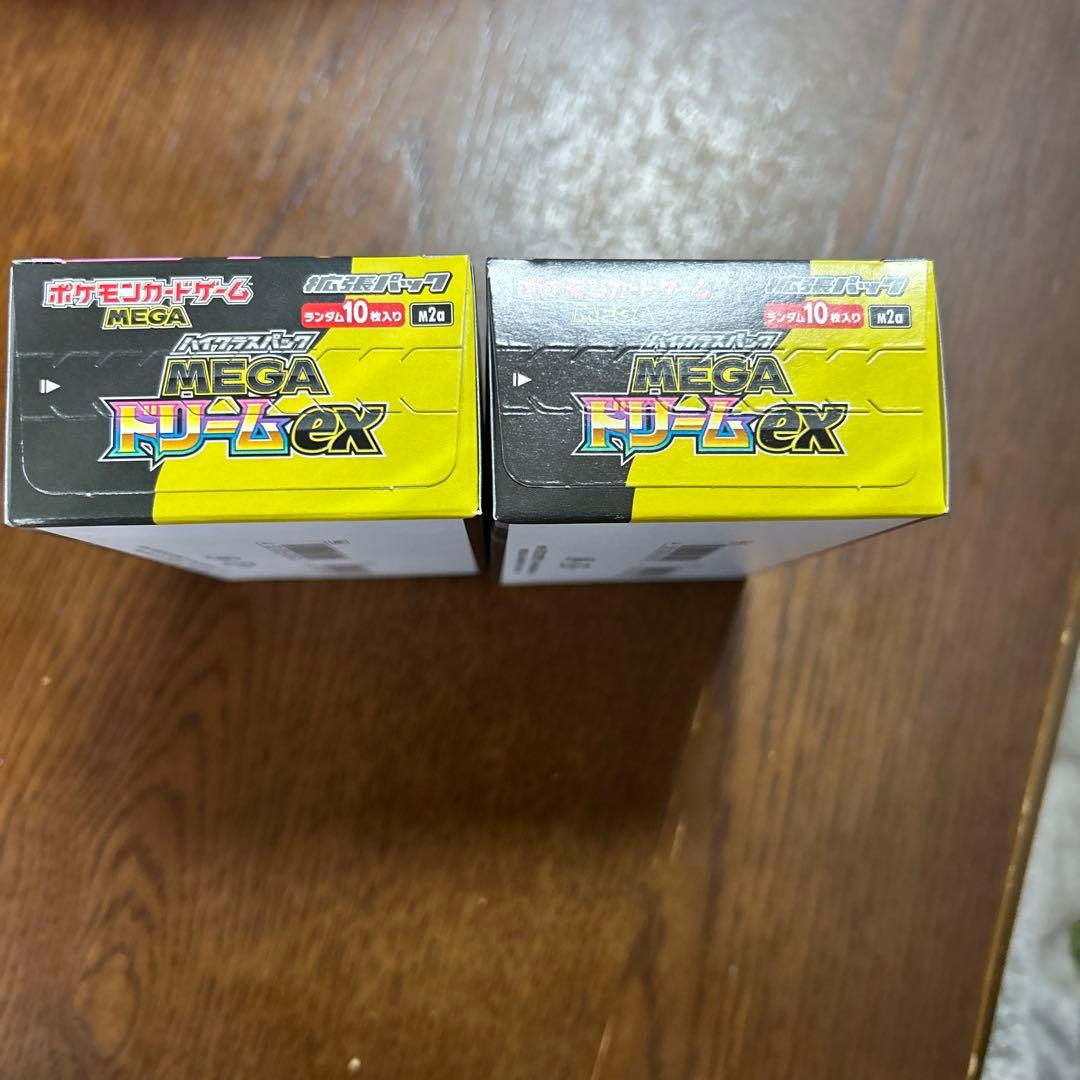 ポケモンカードゲーム
MEGA
拡張パック
ランダム10枚入り
M2a
ハイクラスパック
MEGA
ドリームex
ポケモンカードゲーム
MEGA
拡張パック
ランダム10枚入り
M2a
ハイクラスパック
MEGA
ドリームex